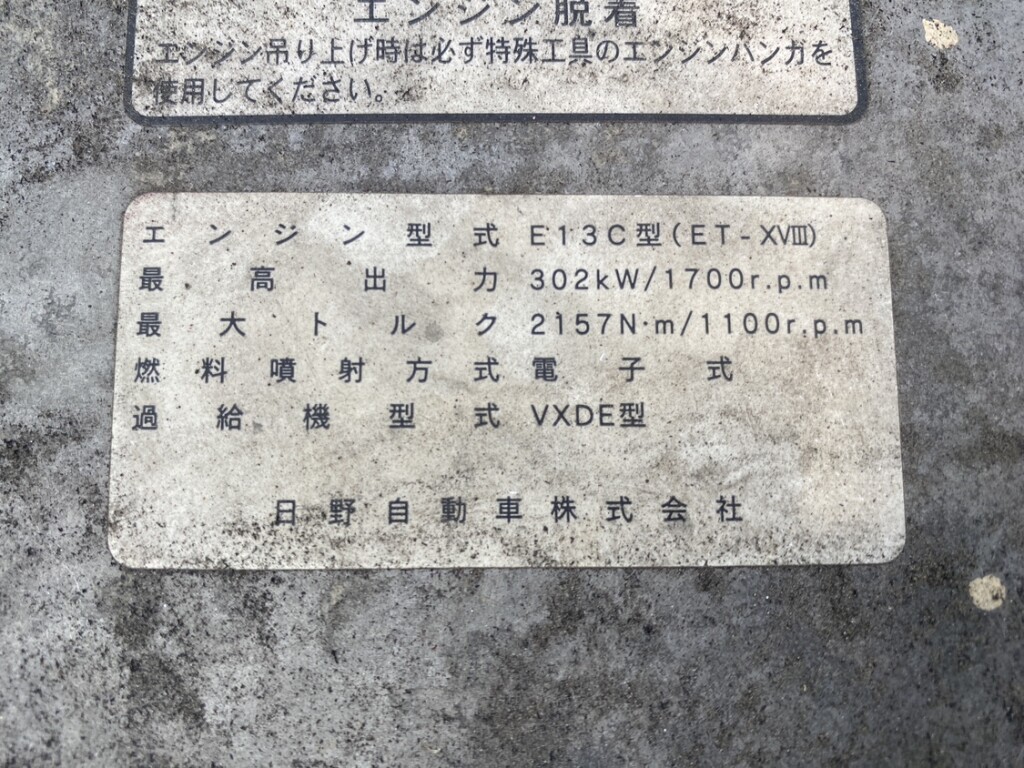 エンジン脱着
エンジン吊り上げ時は必ず特殊工具のエンジンハンガを
使用してください。
エンジン型式 E13C型(ET-XVIII)
最高出力 302kW/1700r.p.m
最大トルク 2157N·m/1100r.p.m
燃料噴射方式 電子式
過給機型式 VXDE型
日野自動車株式会社